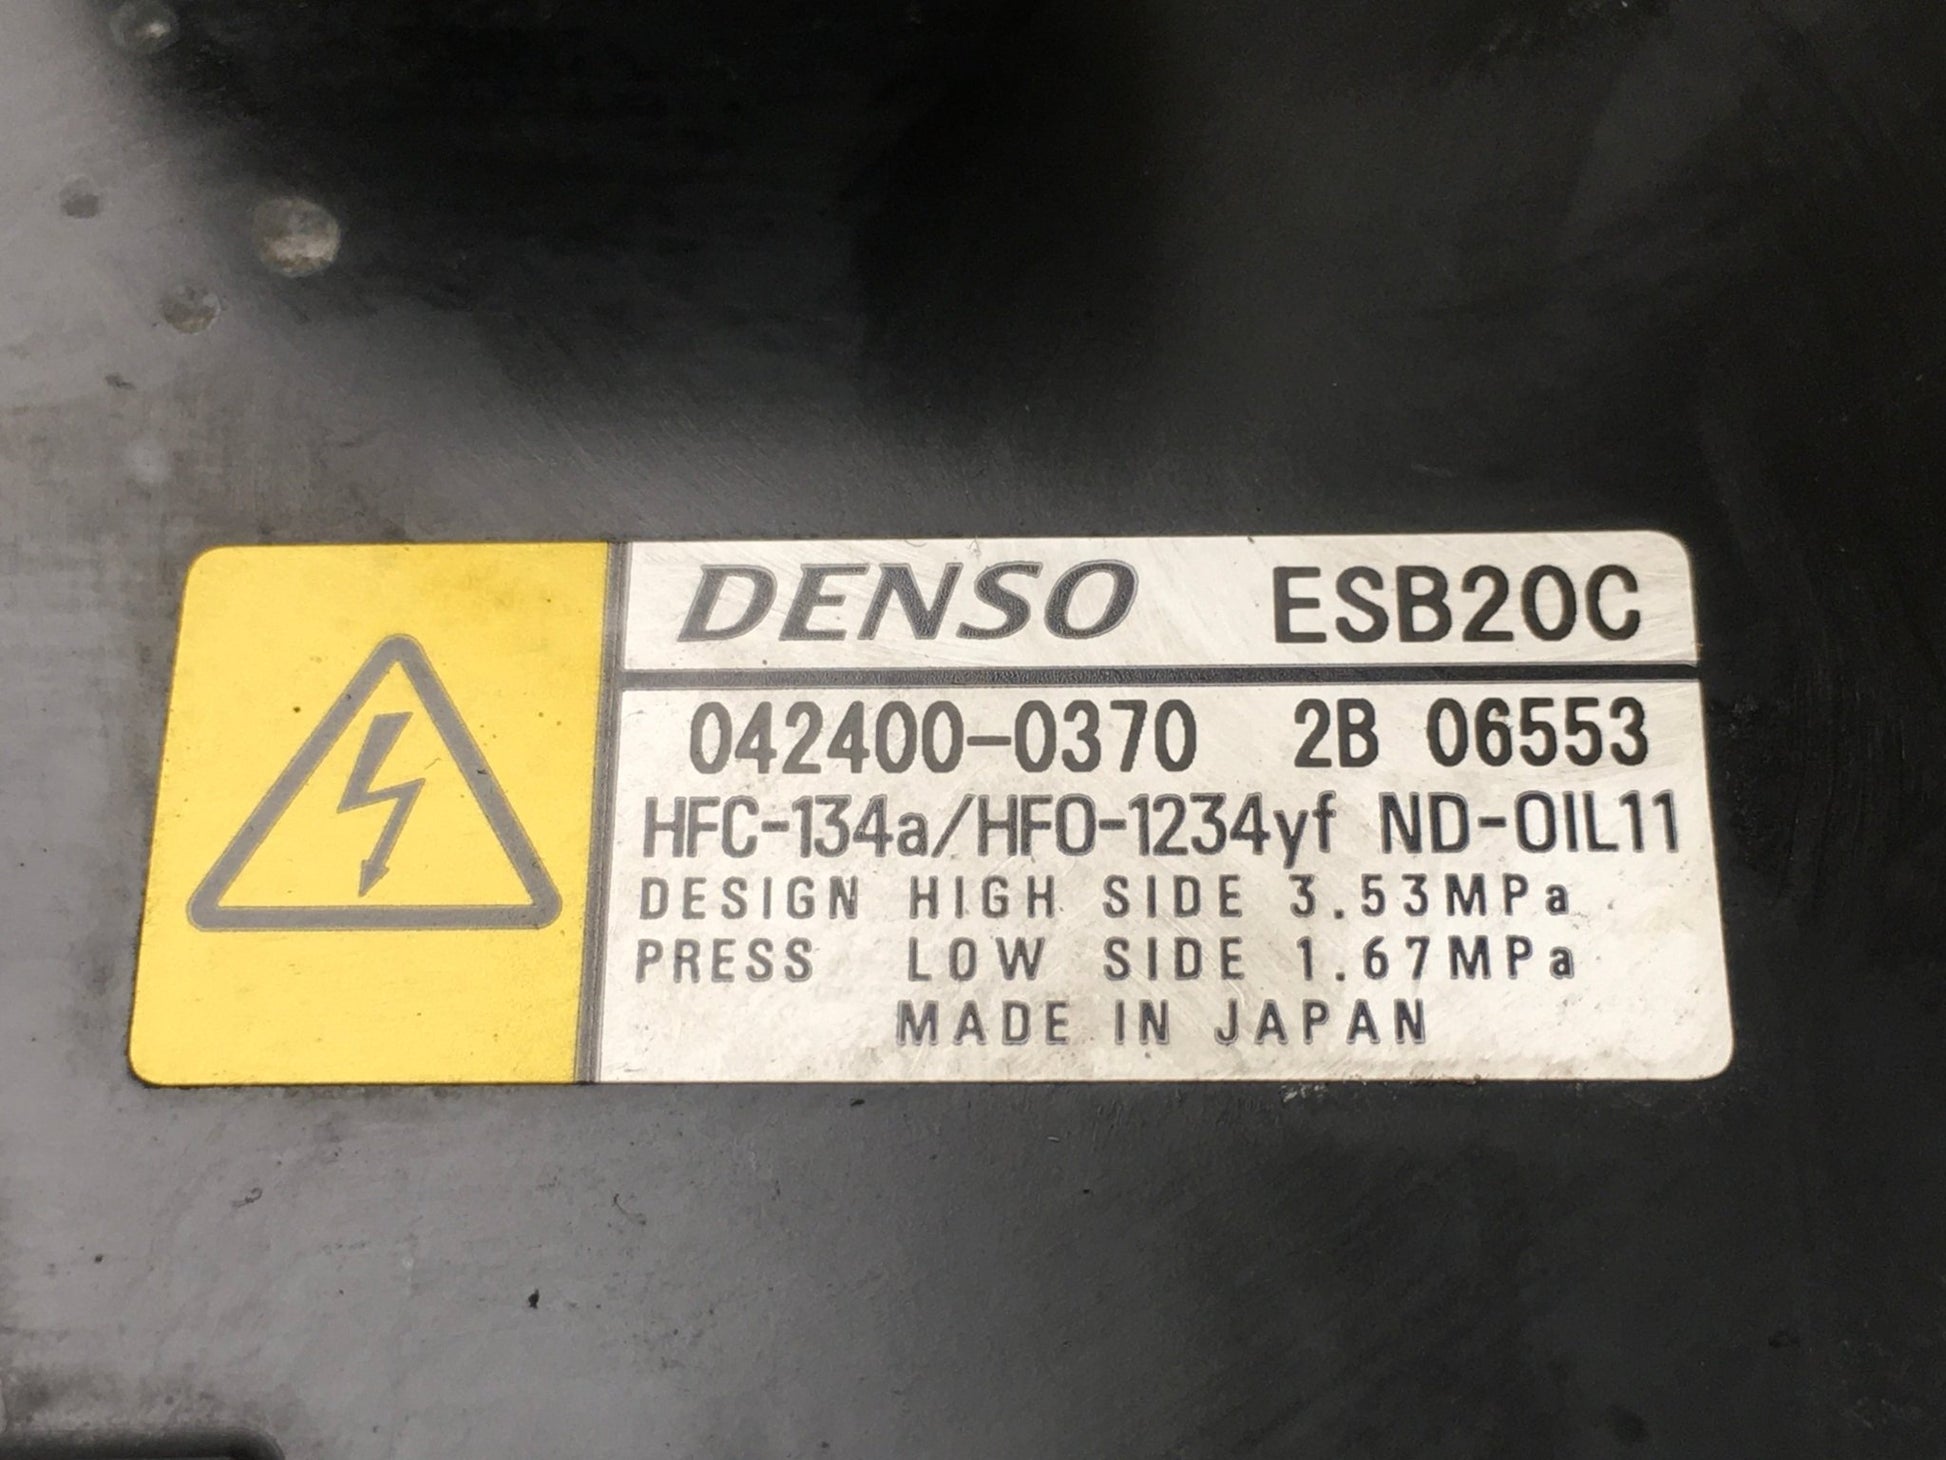 DENSO ESB20C
042400-0370 2B 06553
HFC-134a/HFO-1234yf ND-OIL11
DESIGN HIGH SIDE 3.53MPa
PRESS LOW SIDE 1.67MPa
MADE IN JAPAN